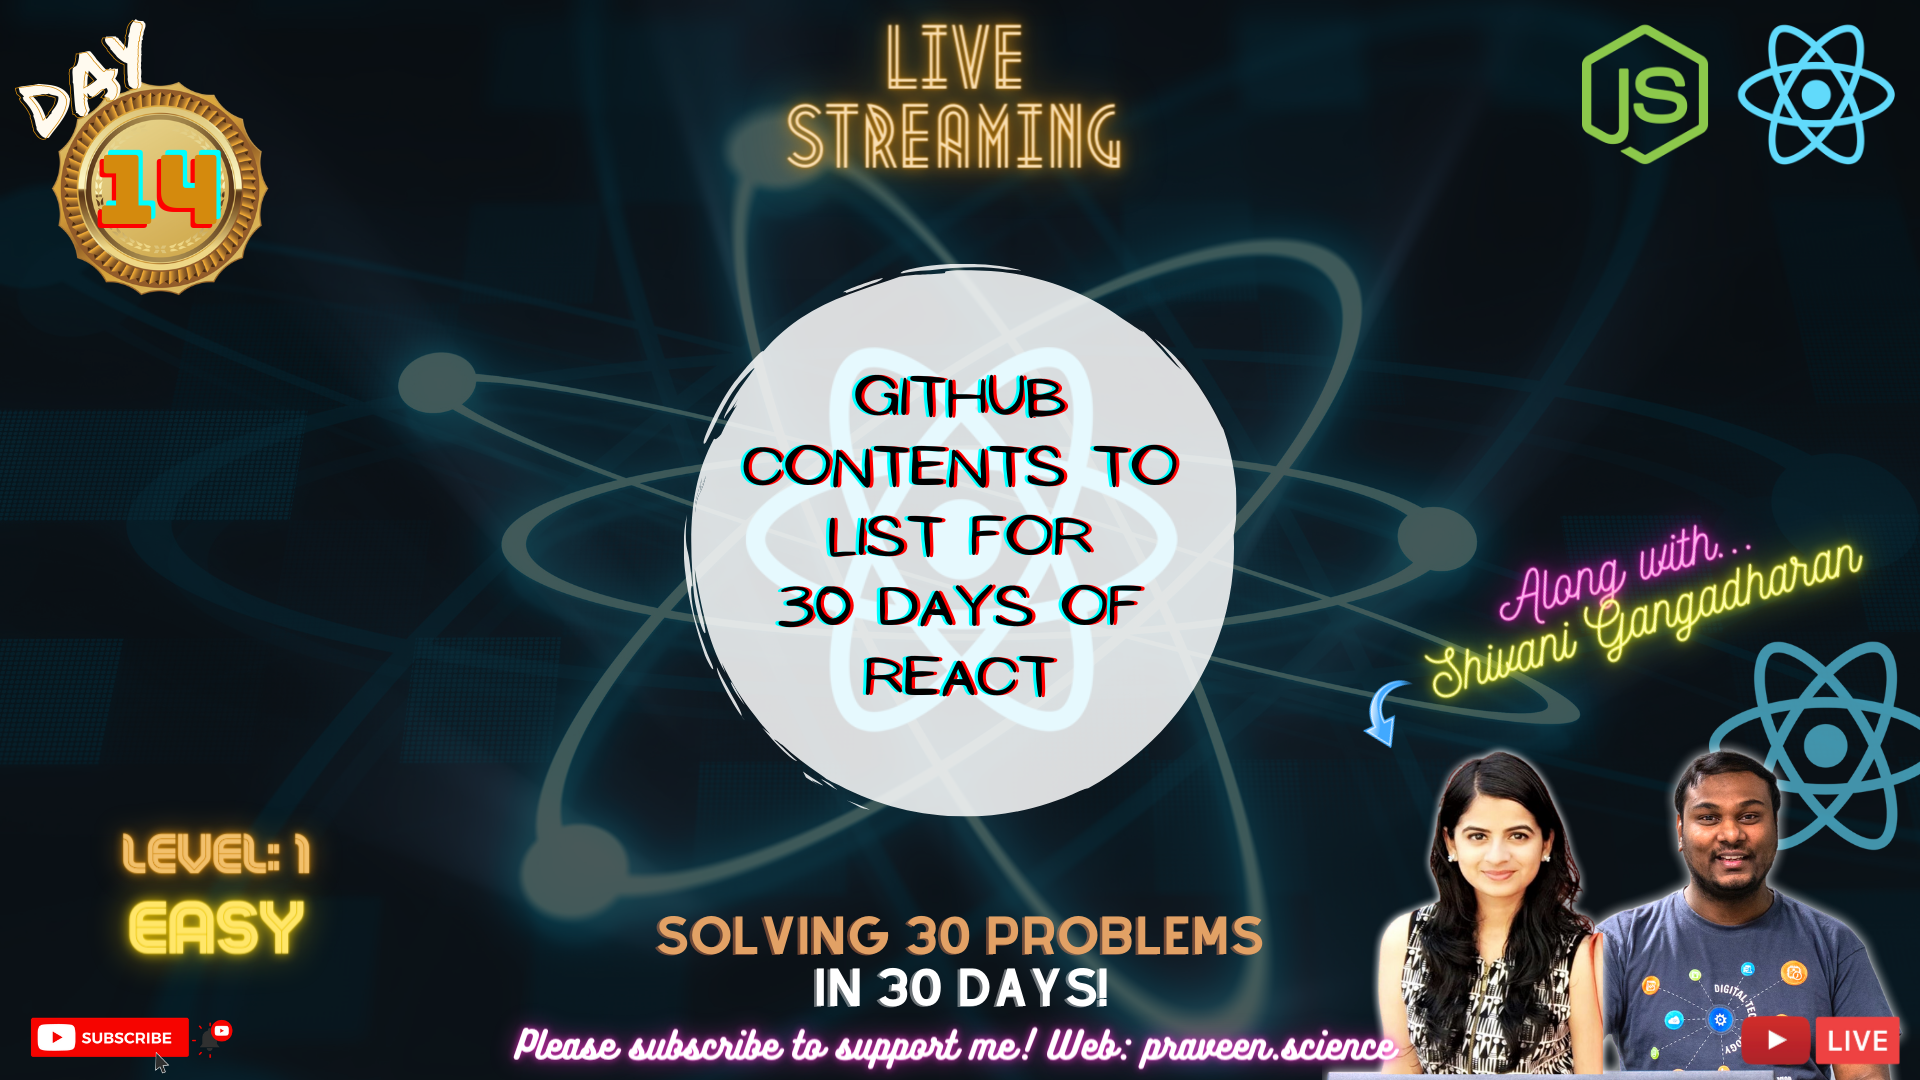 DAY
14
LIVE
STREAMING
JS
GITHUB
CONTENTS TO
LIST FOR
30 DAYS OF
REACT
Along with...
Shivani Gangadharan
LEVEL: 1
EASY
SOLVING 30 PROBLEMS
IN 30 DAYS!
Please subscribe to support me! Web: praveen.science
SUBSCRIBE
LIVE